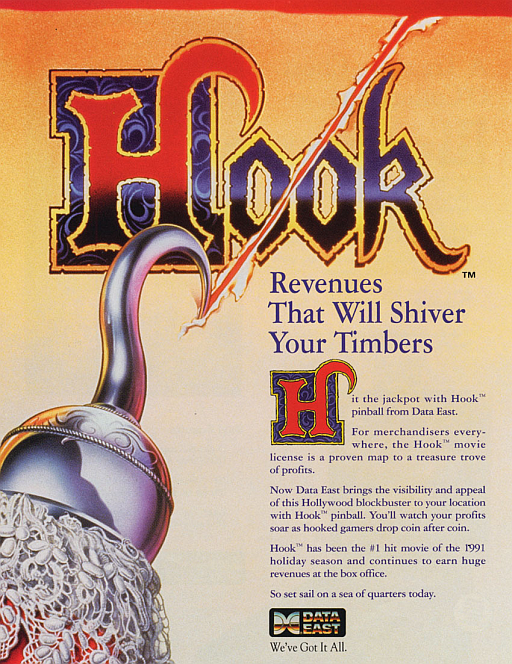 Hook
™
Revenues
That Will Shiver
Your Timbers
Hit the jackpot with Hook™
pinball from Data East.
For merchandisers every-
where, the Hook™ movie
license is a proven map to a treasure trove
of profits.
Now Data East brings the visibility and appeal
of this Hollywood blockbuster to your location
with Hook™ pinball. You'll watch your profits
soar as hooked gamers drop coin after coin.
Hook™ has been the #1 hit movie of the 1991
holiday season and continues to earn huge
revenues at the box office.
So set sail on a sea of quarters today.
DATA
EAST
We've Got It All.